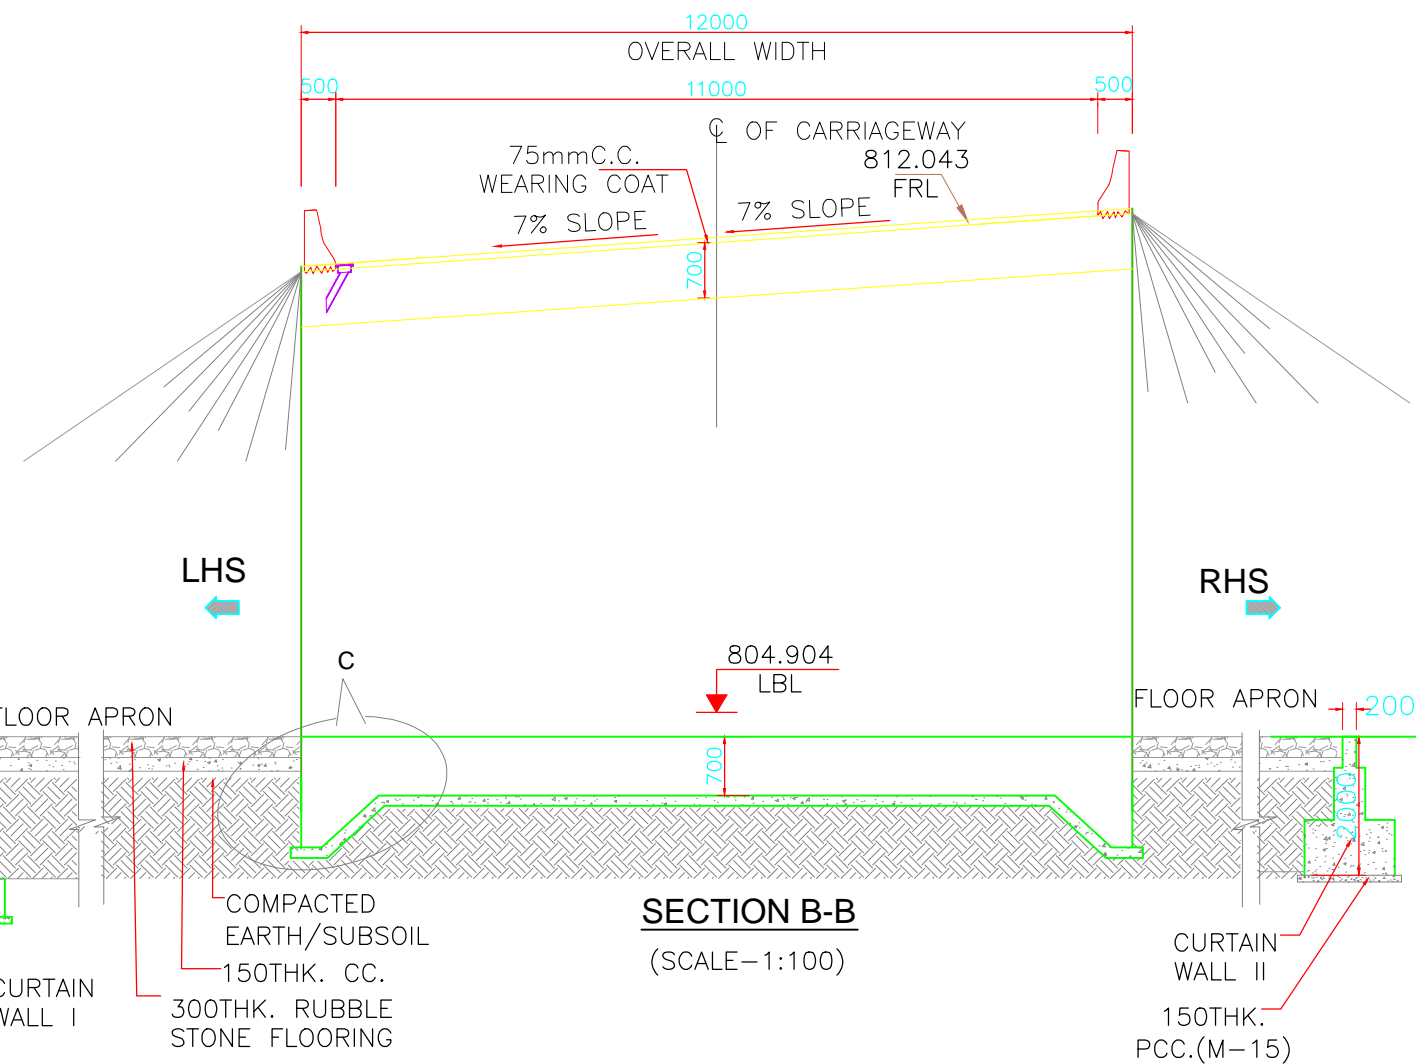 12000
OVERALL WIDTH
500
11000
500
℄ OF CARRIAGEWAY
75mmC.C.
WEARING COAT
812.043
FRL
7% SLOPE
7% SLOPE
700
LHS
RHS
C
804.904
LBL
FLOOR APRON
FLOOR APRON
200
700
2000
COMPACTED
EARTH/SUBSOIL
150THK. CC.
300THK. RUBBLE
STONE FLOORING
CURTAIN
WALL I
SECTION B-B
(SCALE-1:100)
CURTAIN
WALL II
150THK.
PCC.(M-15)